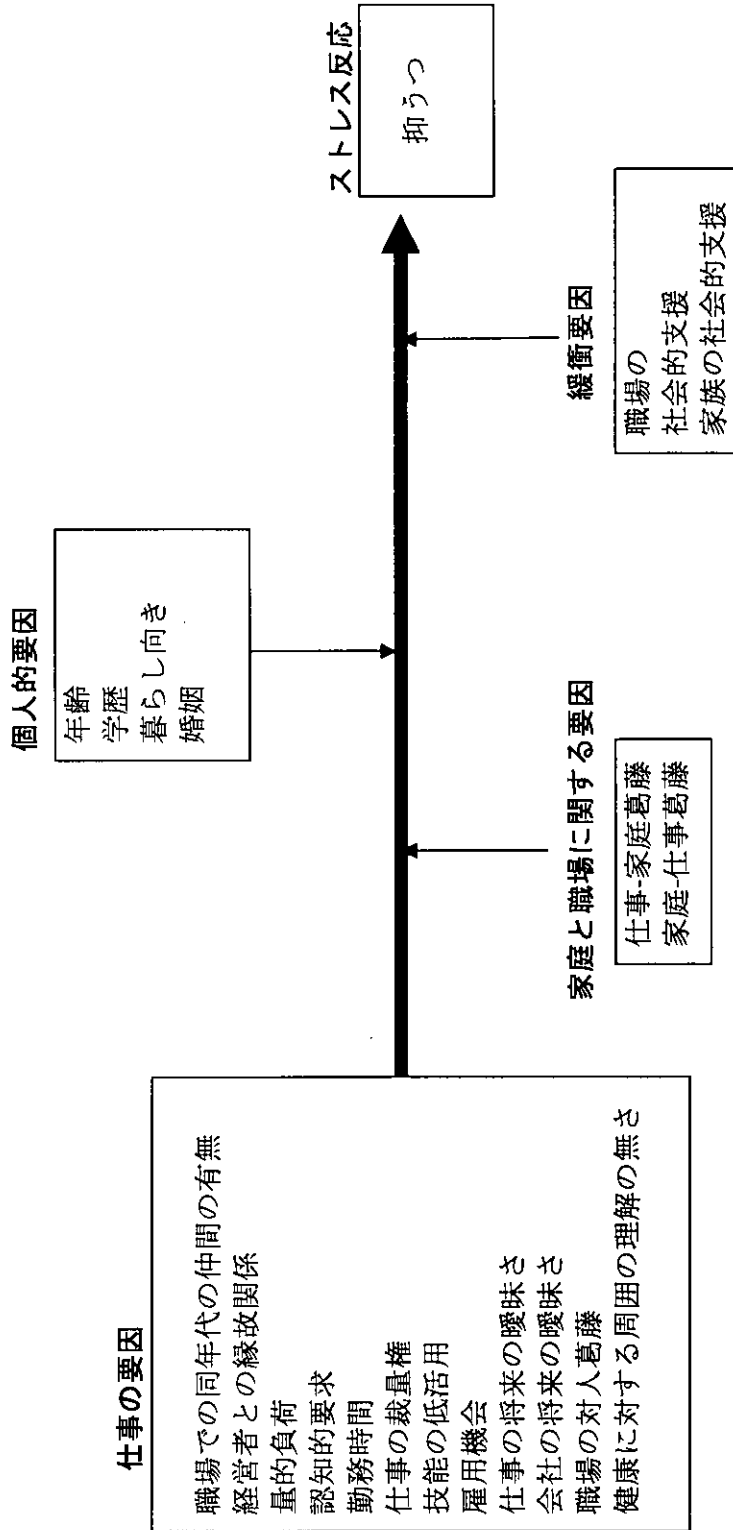 仕事の要因
職場での同年代の仲間の有無
経営者との縁故関係
量的負荷
認知的要求
勤務時間
仕事の裁量権
技能の低活用
雇用機会
仕事の将来の曖昧さ
会社の将来の曖昧さ
職場の対人葛藤
健康に対する周囲の理解の無さ
個人的要因
年齢
学歴
暮らし向き
婚姻
家庭と職場に関する要因
仕事-家庭葛藤
家庭-仕事葛藤
緩衝要因
職場の
社会的支援
家族の社会的支援
ストレス反応
抑うつ